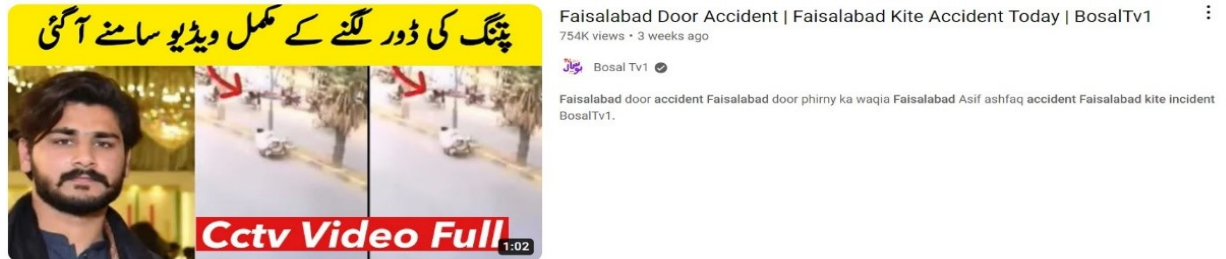 پتنگ کی ڈور لگنے کے مکمل ویڈیو سامنے آ گئی
Cctv Video Full
1:02
Faisalabad Door Accident | Faisalabad Kite Accident Today | BosalTv1
754K views • 3 weeks ago
Bosal Tv1
Faisalabad door accident Faisalabad door phirny ka waqia Faisalabad Asif ashfaq accident Faisalabad kite incident
BosalTv1.